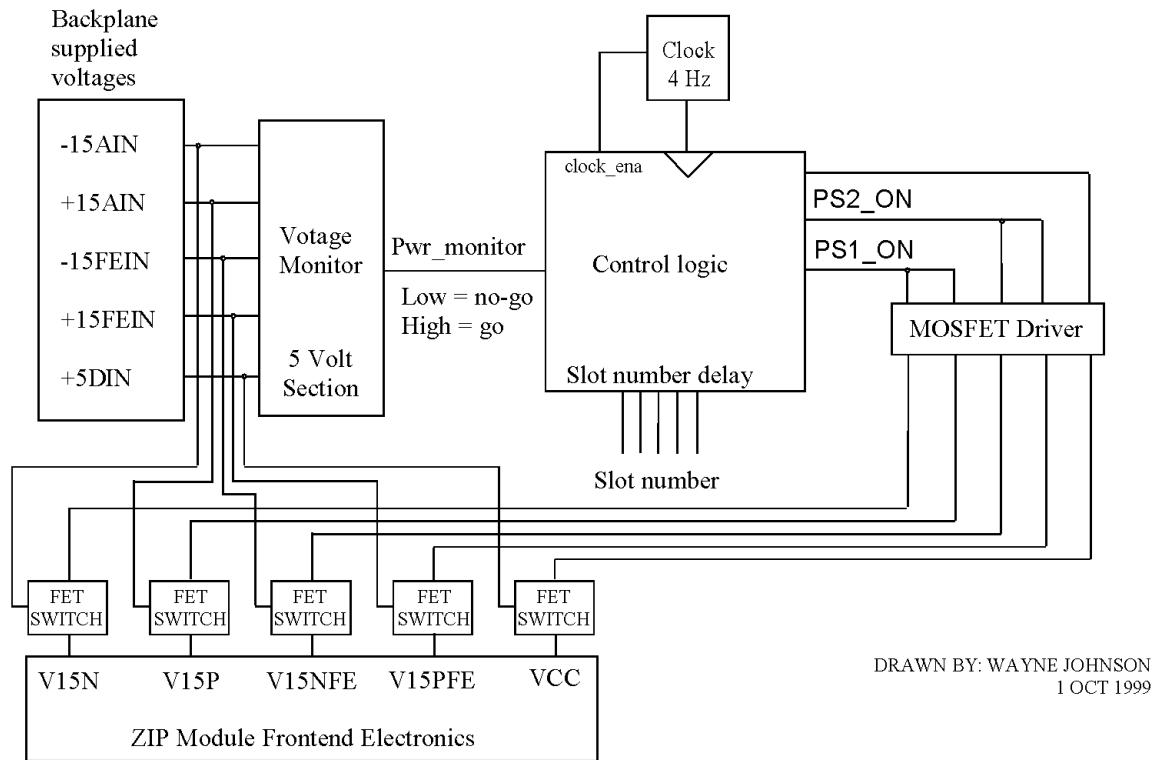 Backplane
supplied
voltages
-15AIN
+15AIN
-15FEIN
+15FEIN
+5DIN
Votage
Monitor
5 Volt
Section
Pwr_monitor
Low = no-go
High = go
Clock
4 Hz
clock_ena
Control logic
Slot number delay
Slot number
PS2_ON
PS1_ON
MOSFET Driver
FET
SWITCH
FET
SWITCH
FET
SWITCH
FET
SWITCH
FET
SWITCH
V15N
V15P
V15NFE
V15PFE
VCC
ZIP Module Frontend Electronics
DRAWN BY: WAYNE JOHNSON
1 OCT 1999